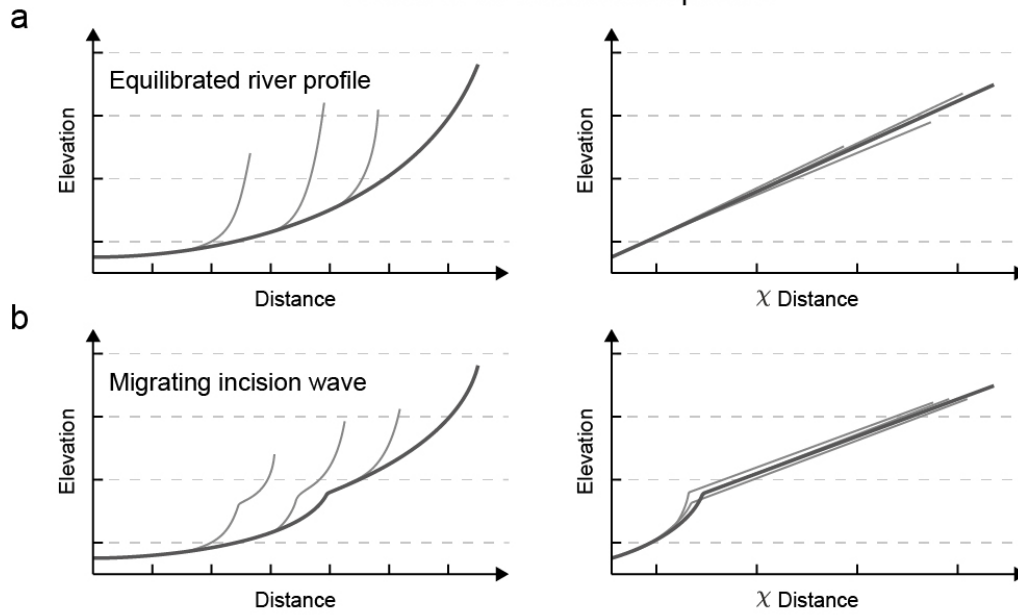 a
Equilibrated river profile
Elevation
Distance
Elevation
χ Distance
b
Migrating incision wave
Elevation
Distance
Elevation
χ Distance